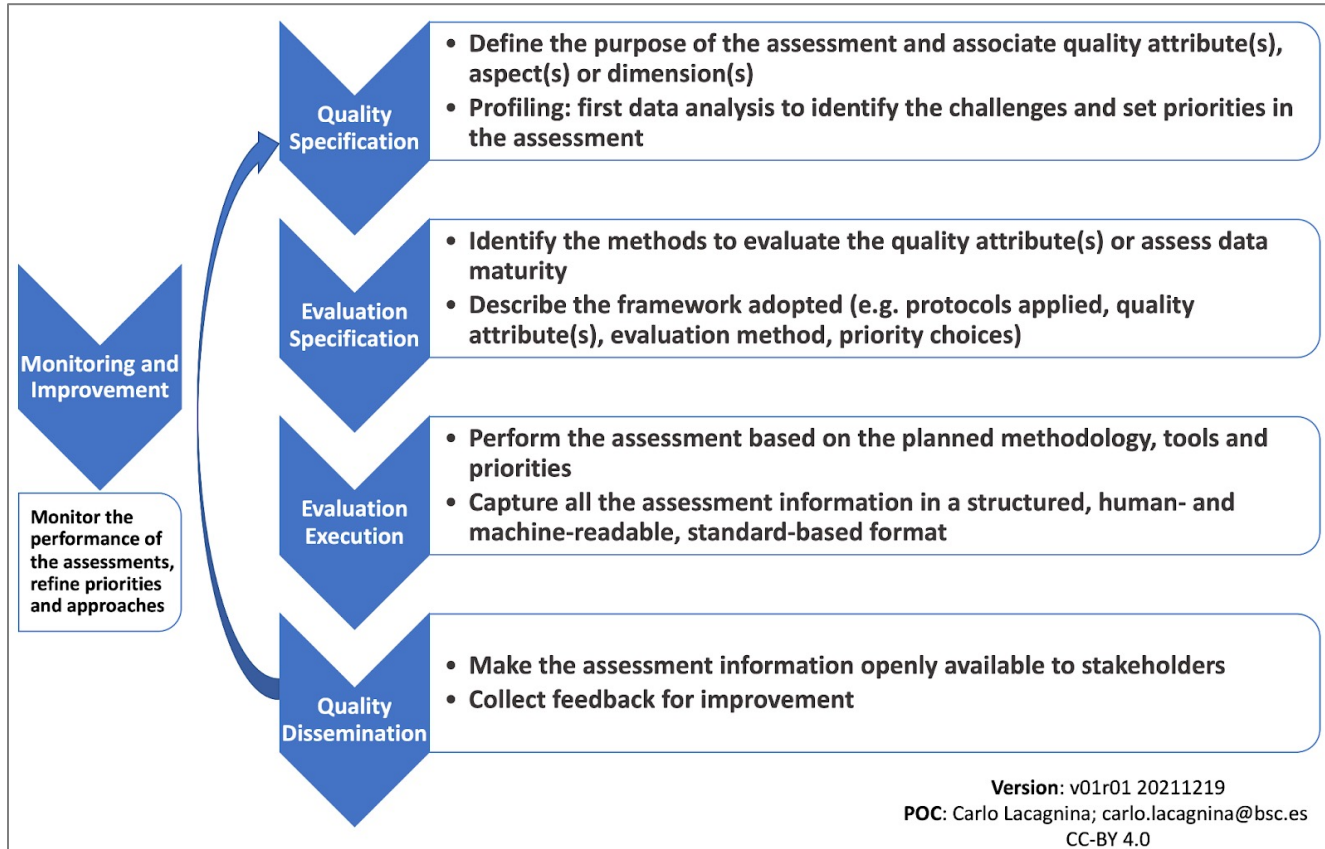 Quality
Specification
• Define the purpose of the assessment and associate quality attribute(s),
aspect(s) or dimension(s)
• Profiling: first data analysis to identify the challenges and set priorities in
the assessment
Evaluation
Specification
• Identify the methods to evaluate the quality attribute(s) or assess data
maturity
• Describe the framework adopted (e.g. protocols applied, quality
attribute(s), evaluation method, priority choices)
Monitoring and
Improvement
Monitor the
performance of
the assessments,
refine priorities
and approaches
Evaluation
Execution
• Perform the assessment based on the planned methodology, tools and
priorities
• Capture all the assessment information in a structured, human- and
machine-readable, standard-based format
Quality
Dissemination
• Make the assessment information openly available to stakeholders
• Collect feedback for improvement
Version: v01r01 20211219
POC: Carlo Lacagnina; carlo.lacagnina@bsc.es
CC-BY 4.0